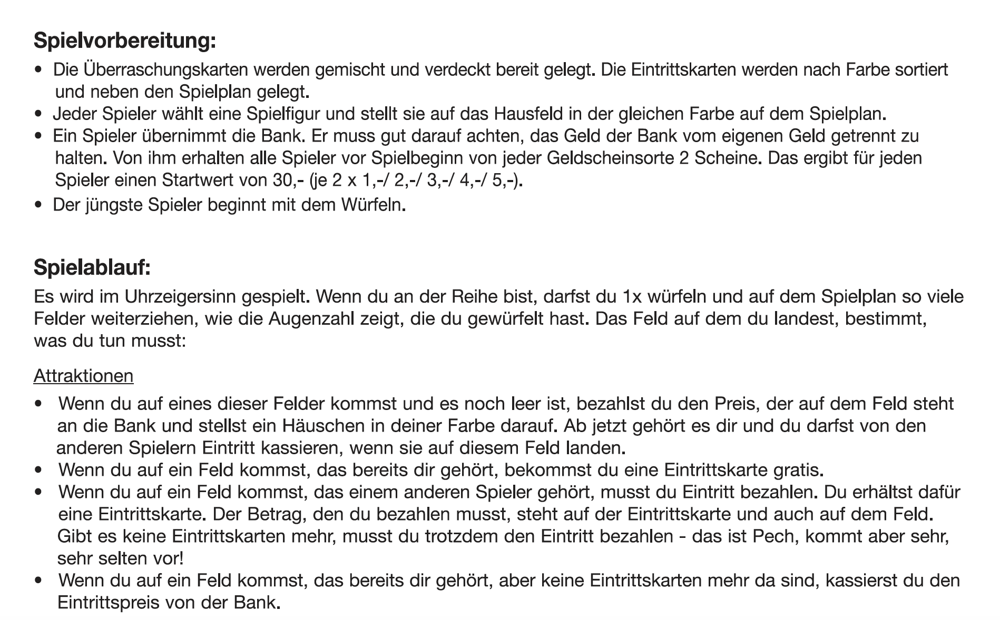 Spielvorbereitung:
• Die Überraschungskarten werden gemischt und verdeckt bereit gelegt. Die Eintrittskarten werden nach Farbe sortiert
und neben den Spielplan gelegt.
• Jeder Spieler wählt eine Spielfigur und stellt sie auf das Hausfeld in der gleichen Farbe auf dem Spielplan.
• Ein Spieler übernimmt die Bank. Er muss gut darauf achten, das Geld der Bank vom eigenen Geld getrennt zu
halten. Von ihm erhalten alle Spieler vor Spielbeginn von jeder Geldscheinsorte 2 Scheine. Das ergibt für jeden
Spieler einen Startwert von 30,- (je 2 x 1,-/ 2,-/ 3,-/ 4,-/ 5,-).
• Der jüngste Spieler beginnt mit dem Würfeln.
Spielablauf:
Es wird im Uhrzeigersinn gespielt. Wenn du an der Reihe bist, darfst du 1x würfeln und auf dem Spielplan so viele
Felder weiterziehen, wie die Augenzahl zeigt, die du gewürfelt hast. Das Feld auf dem du landest, bestimmt,
was du tun musst:
Attraktionen
• Wenn du auf eines dieser Felder kommst und es noch leer ist, bezahlst du den Preis, der auf dem Feld steht
an die Bank und stellst ein Häuschen in deiner Farbe darauf. Ab jetzt gehört es dir und du darfst von den
anderen Spielern Eintritt kassieren, wenn sie auf diesem Feld landen.
• Wenn du auf ein Feld kommst, das bereits dir gehört, bekommst du eine Eintrittskarte gratis.
• Wenn du auf ein Feld kommst, das einem anderen Spieler gehört, musst du Eintritt bezahlen. Du erhältst dafür
eine Eintrittskarte. Der Betrag, den du bezahlen musst, steht auf der Eintrittskarte und auch auf dem Feld.
Gibt es keine Eintrittskarten mehr, musst du trotzdem den Eintritt bezahlen - das ist Pech, kommt aber sehr,
sehr selten vor!
• Wenn du auf ein Feld kommst, das bereits dir gehört, aber keine Eintrittskarten mehr da sind, kassierst du den
Eintrittspreis von der Bank.